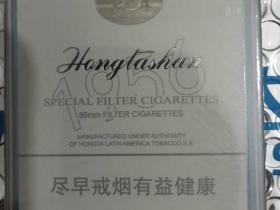 Hongtashan
1956
SPECIAL FILTER CIGARETTES
88mm FILTER CIGARETTES
MANUFACTURED UNDER AUTHORITY
OF HONGTA LATIN AMERICA TOBACCO S.A
尽早戒烟有益健康